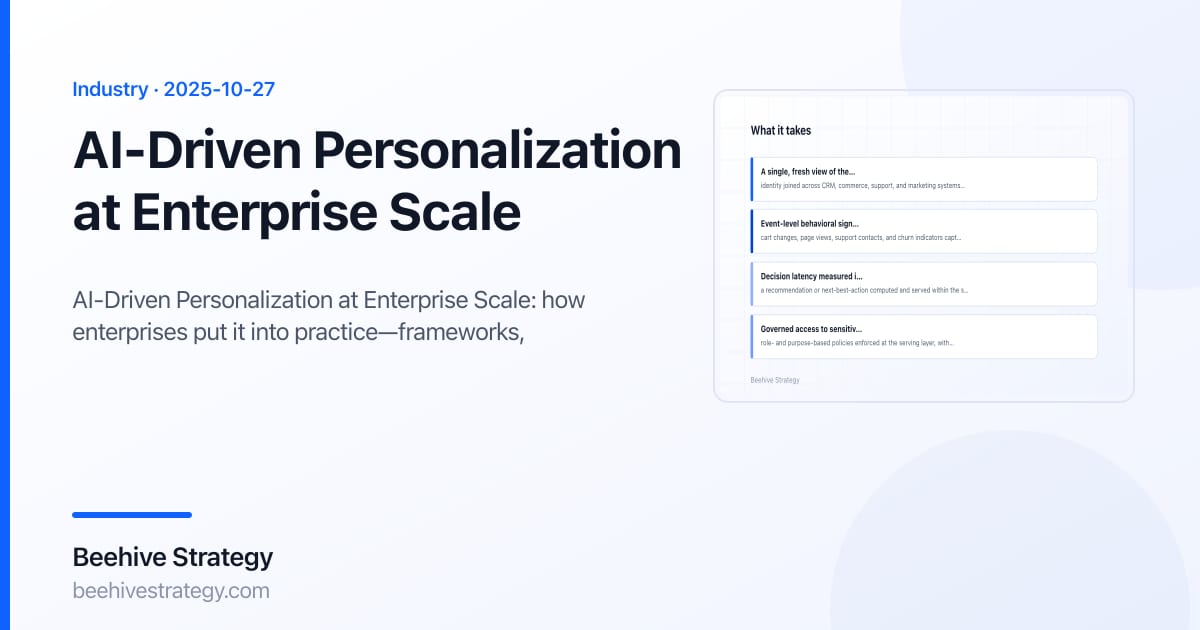 Industry · 2025-10-27
AI-Driven Personalization
at Enterprise Scale
AI-Driven Personalization at Enterprise Scale: how
enterprises put it into practice—frameworks,
What it takes
A single, fresh view of the...
identity joined across CRM, commerce, support, and marketing systems...
Event-level behavioral sign...
cart changes, page views, support contacts, and churn indicators capt...
Decision latency measured i...
a recommendation or next-best-action computed and served within the s...
Governed access to sensitiv...
role- and purpose-based policies enforced at the serving layer, with...
Beehive Strategy
Beehive Strategy
beehivestrategy.com